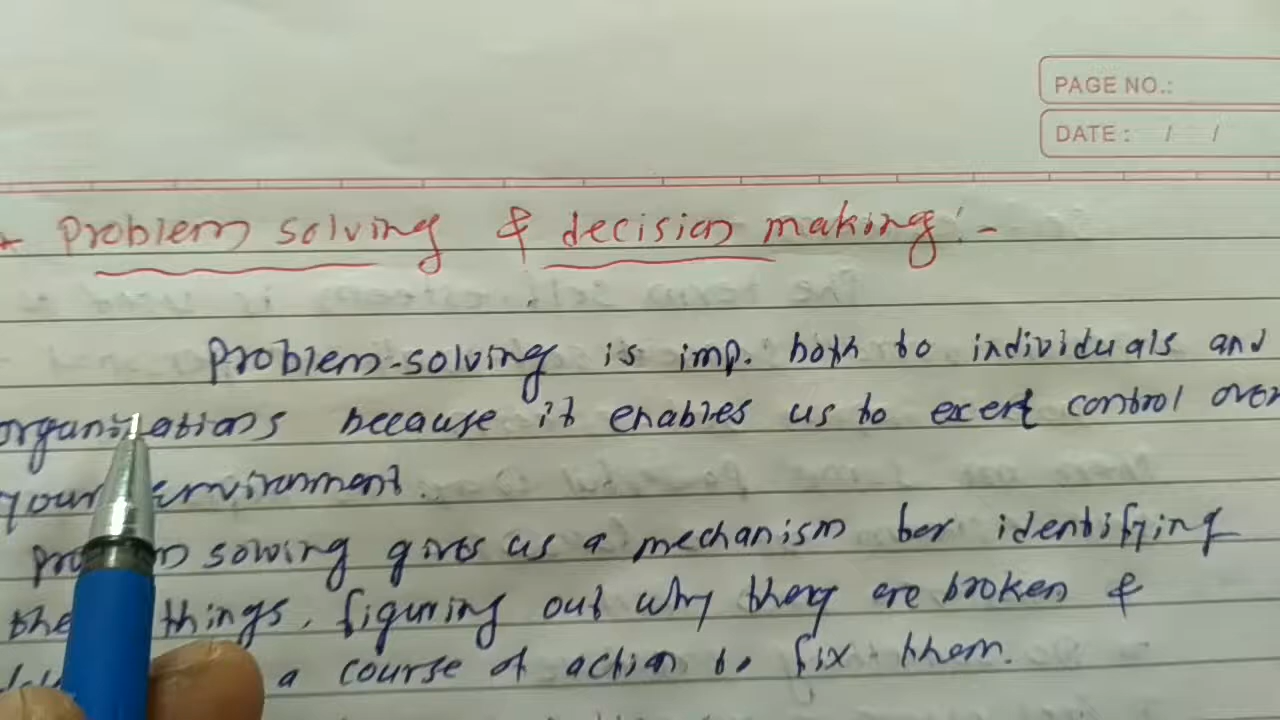 PAGE NO.:
DATE: / /
Problem solving & decision making:-
Problem-solving is imp. both to individuals and
organizations because it enables us to exert control over
your environment.
solving gives us a mechanism for identifying
things, figuring out why they are broken &
a course of action to fix them.